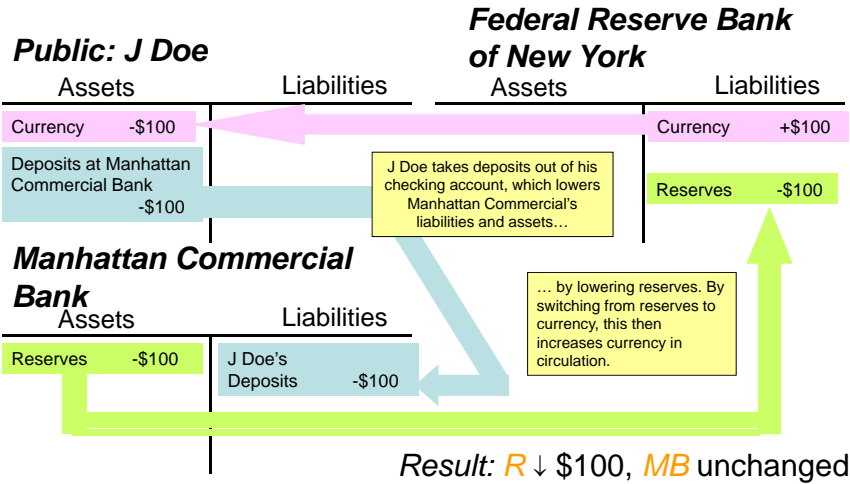 Public: J Doe
Assets
Liabilities
Currency -$100
Deposits at Manhattan
Commercial Bank
-$100
Federal Reserve Bank
of New York
Assets
Liabilities
Currency +$100
Reserves -$100
J Doe takes deposits out of his
checking account, which lowers
Manhattan Commercial's
liabilities and assets…
Manhattan Commercial
Bank
Assets
Liabilities
Reserves -$100
J Doe's
Deposits -$100
… by lowering reserves. By
switching from reserves to
currency, this then
increases currency in
circulation.
Result: R ↓ $100, MB unchanged